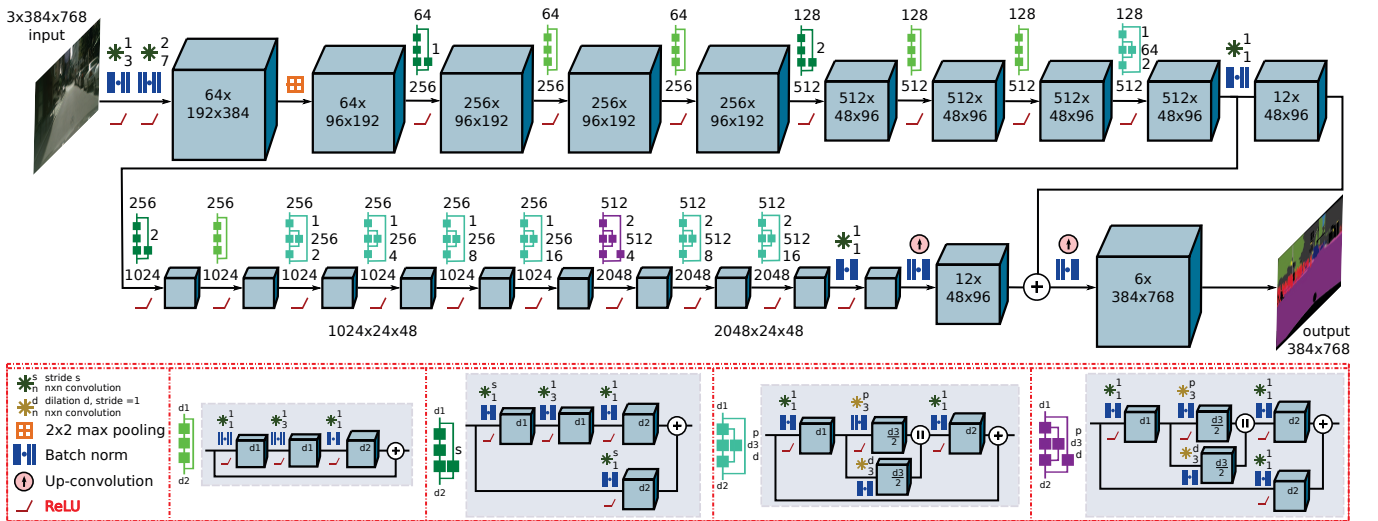 3x384x768
input
1
3
2
7
64x
192x384
64x
96x192
64
1
256
256x
96x192
64
256
256x
96x192
64
256
256x
96x192
128
2
512
512x
48x96
128
512
512x
48x96
128
512
512x
48x96
128
1
64
2
512
512x
48x96
1
1
12x
48x96
256
2
1024
256
1024
256
1
256
2
1024
256
1
256
4
1024
256
1
256
8
1024
256
1
256
16
1024
512
2
512
4
2048
512
2
512
8
2048
512
2
512
16
2048
1
1
12x
48x96
6x
384x768
1024x24x48
2048x24x48
output
384x768
s
n
stride s
nxn convolution
d
n
dilation d, stride =1
nxn convolution
2x2 max pooling
Batch norm
Up-convolution
ReLU
d1
d2
1
1
d1
1
3
d1
1
1
d2
d1
s
d2
s
1
d1
1
3
d1
1
1
d2
s
1
d2
d1
p
d3
d
d2
1
1
d1
p
3
d3
2
d
3
d3
2
1
1
d2
d1
p
d3
d
d2
1
1
d1
p
3
d3
2
d
3
d3
2
1
1
d2
1
1
d2